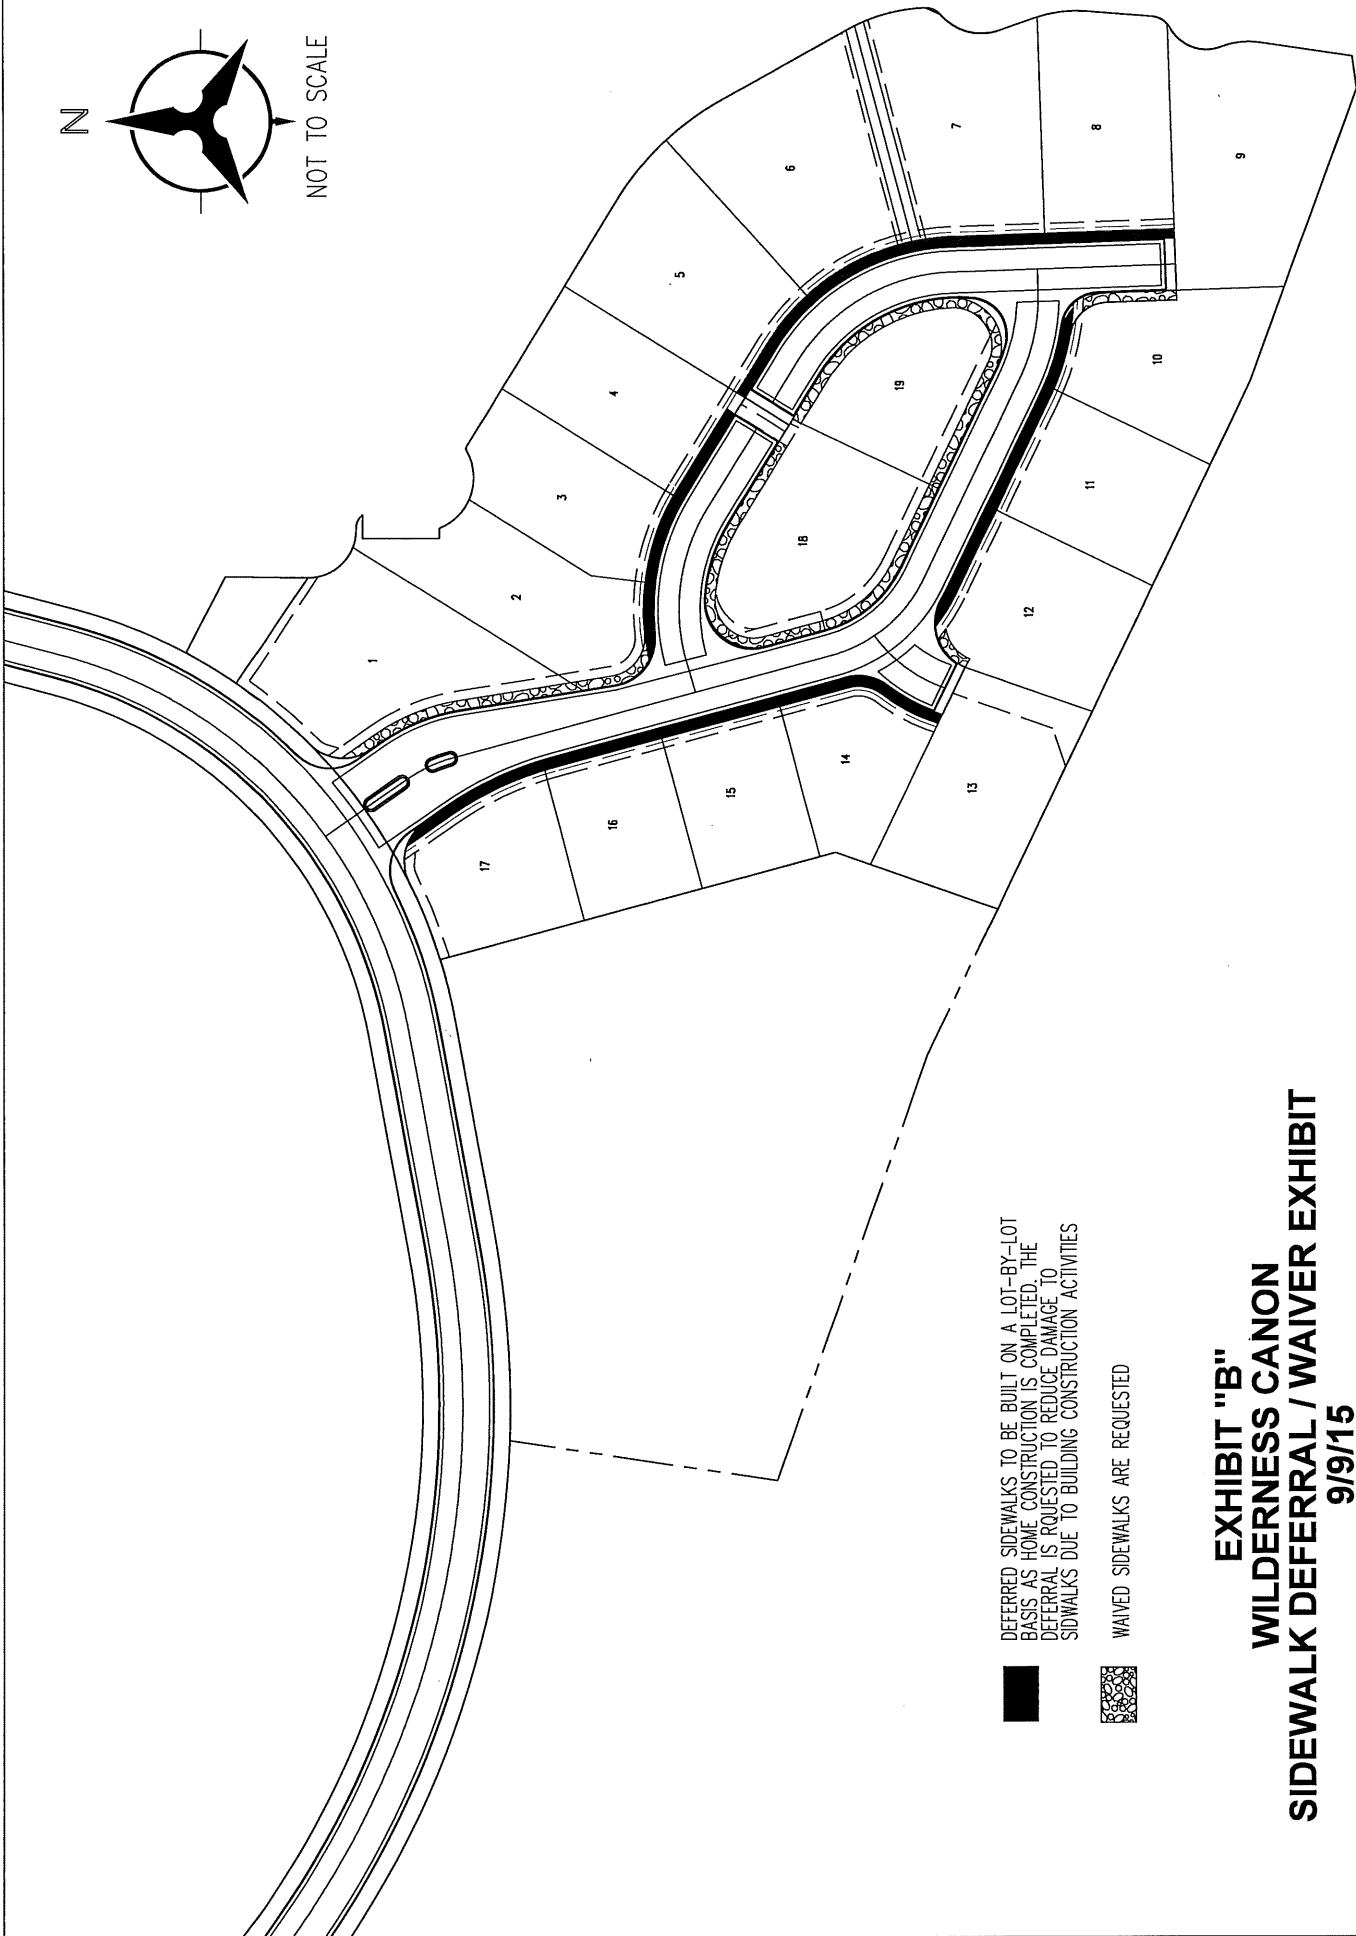 N
NOT TO SCALE
1
2
3
4
5
6
7
8
9
10
11
12
13
14
15
16
17
18
19
DEFERRED SIDEWALKS TO BE BUILT ON A LOT-BY-LOT
BASIS AS HOME CONSTRUCTION IS COMPLETED. THE
DEFERRAL IS RQUESTED TO REDUCE DAMAGE TO
SIDWALKS DUE TO BUILDING CONSTRUCTION ACTIVITIES
WAIVED SIDEWALKS ARE REQUESTED
EXHIBIT "B"
WILDERNESS CANON
SIDEWALK DEFERRAL / WAIVER EXHIBIT
9/9/15